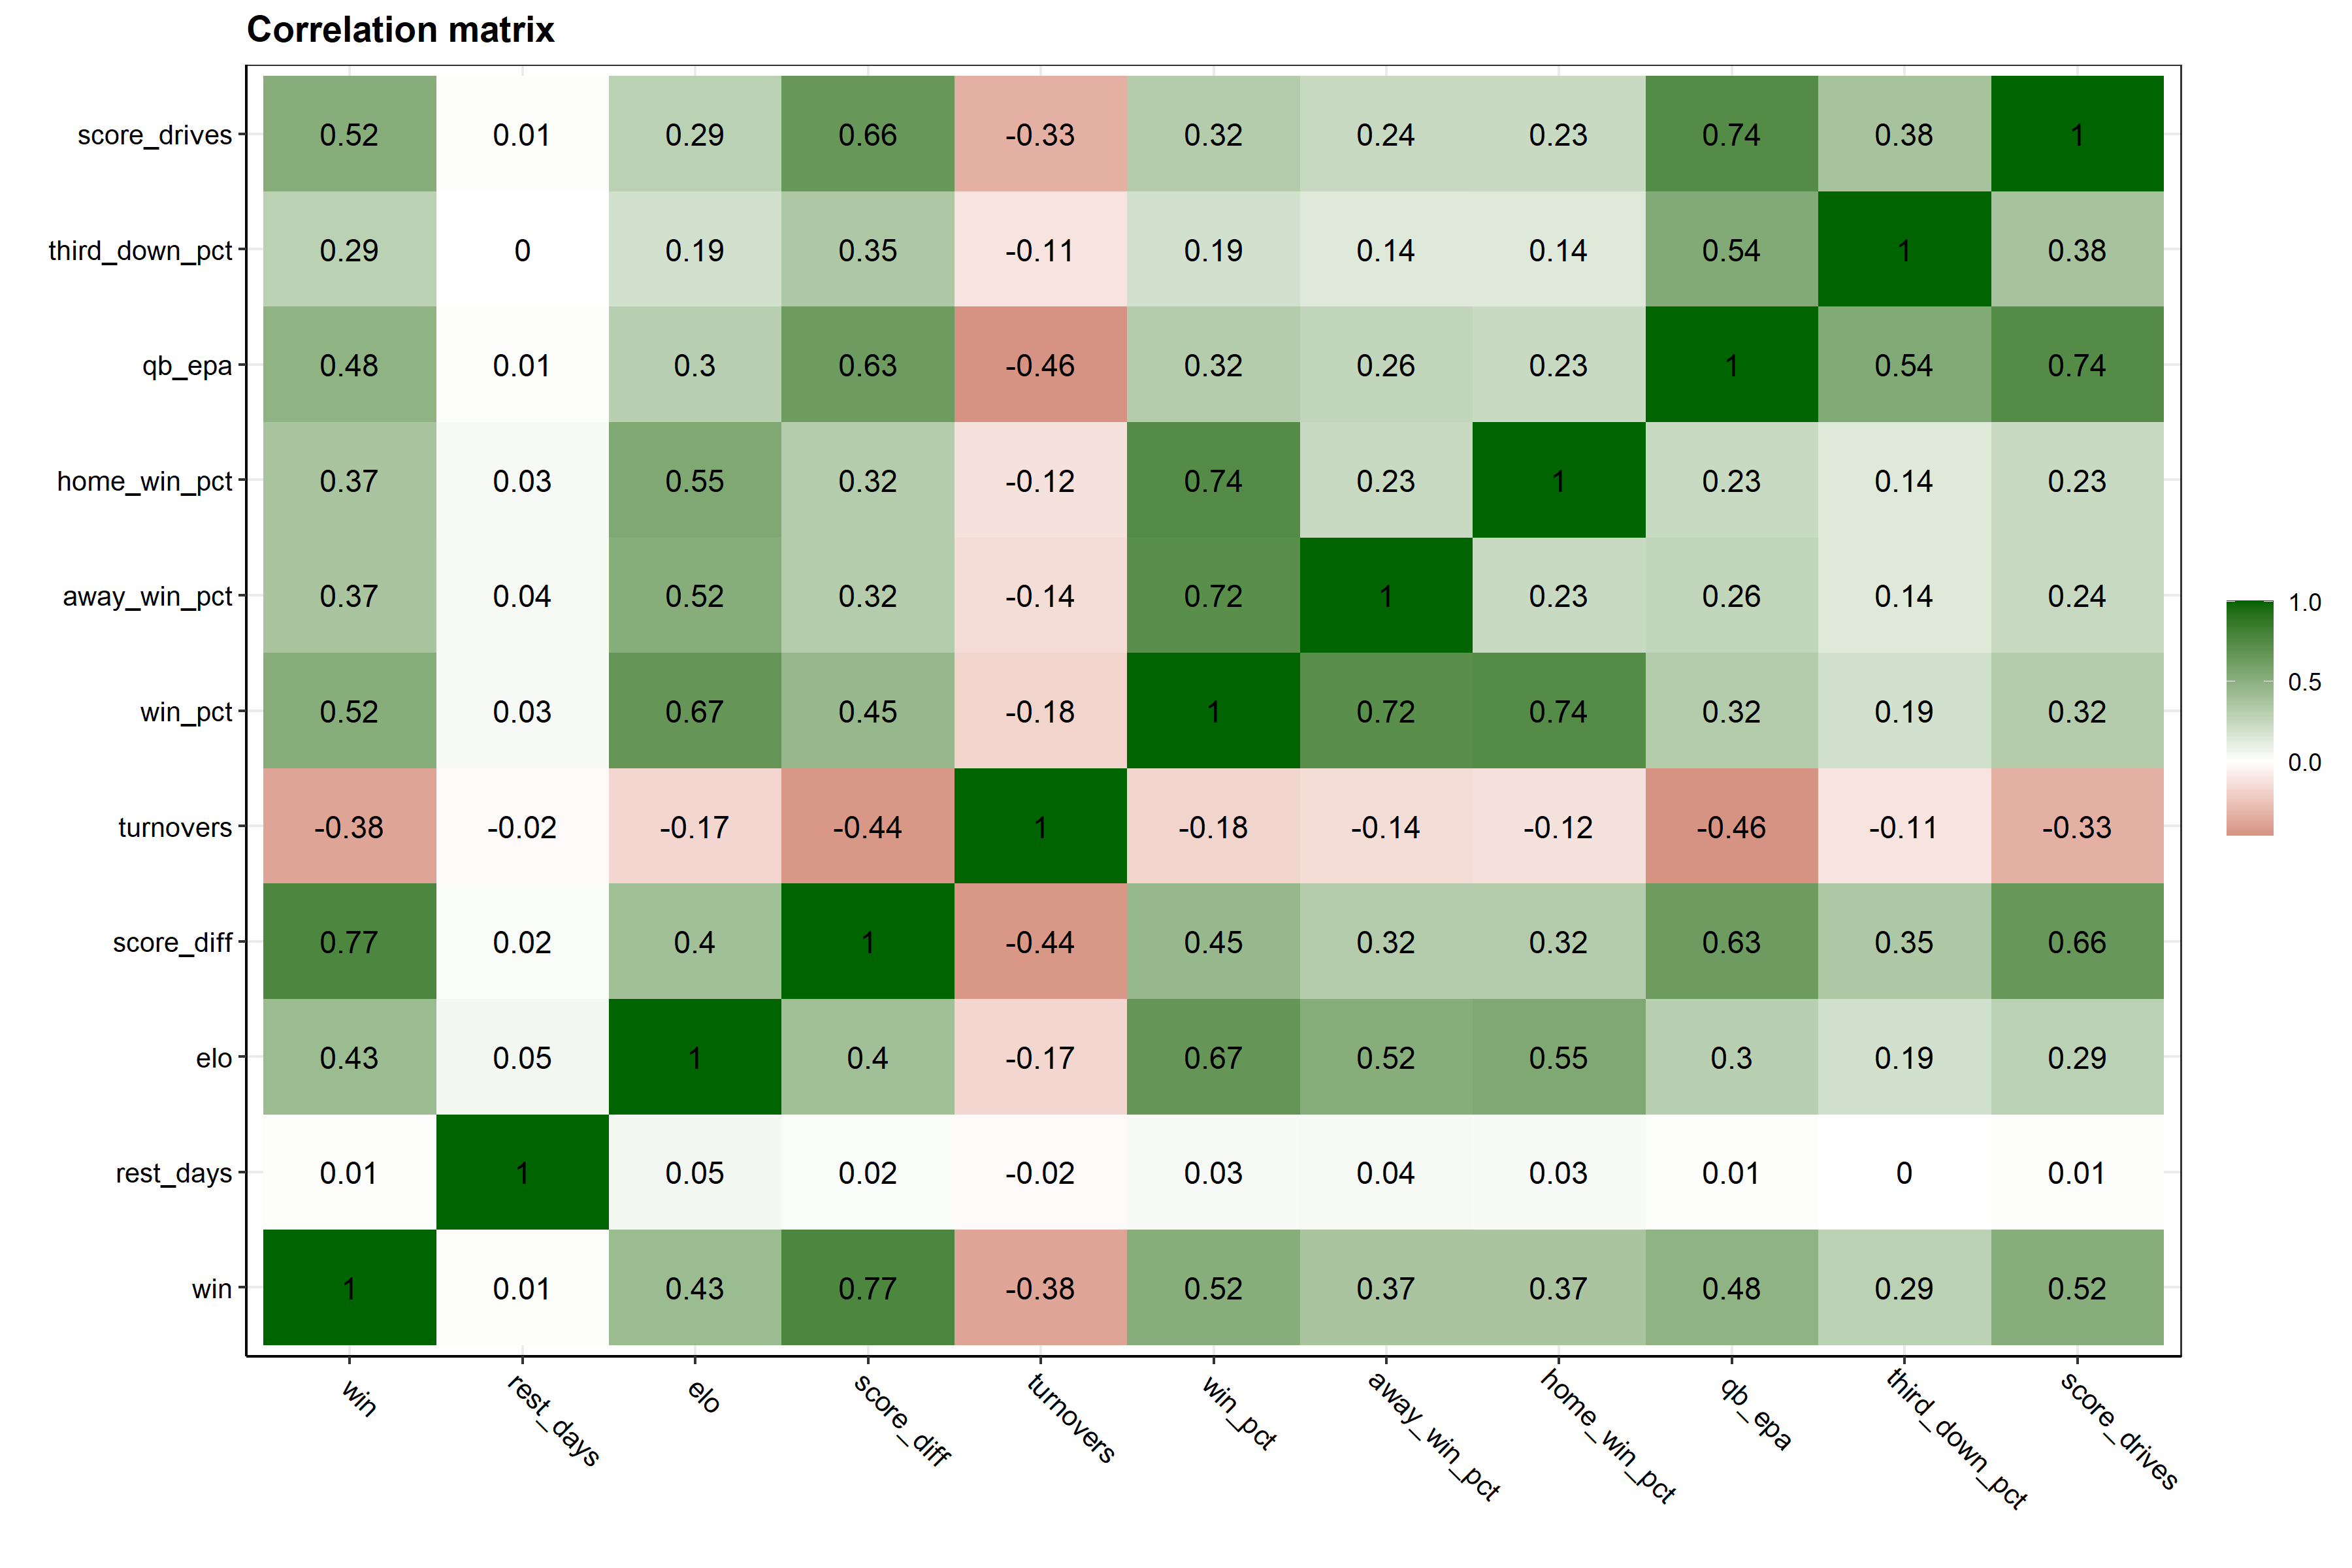 Correlation matrix
score_drives 0.52 0.01 0.29 0.66 -0.33 0.32 0.24 0.23 0.74 0.38 1
third_down_pct 0.29 0 0.19 0.35 -0.11 0.19 0.14 0.14 0.54 1 0.38
qb_epa 0.48 0.01 0.3 0.63 -0.46 0.32 0.26 0.23 1 0.54 0.74
home_win_pct 0.37 0.03 0.55 0.32 -0.12 0.74 0.23 1 0.23 0.14 0.23
away_win_pct 0.37 0.04 0.52 0.32 -0.14 0.72 1 0.23 0.26 0.14 0.24
win_pct 0.52 0.03 0.67 0.45 -0.18 1 0.72 0.74 0.32 0.19 0.32
turnovers -0.38 -0.02 -0.17 -0.44 1 -0.18 -0.14 -0.12 -0.46 -0.11 -0.33
score_diff 0.77 0.02 0.4 1 -0.44 0.45 0.32 0.32 0.63 0.35 0.66
elo 0.43 0.05 1 0.4 -0.17 0.67 0.52 0.55 0.3 0.19 0.29
rest_days 0.01 1 0.05 0.02 -0.02 0.03 0.04 0.03 0.01 0 0.01
win 1 0.01 0.43 0.77 -0.38 0.52 0.37 0.37 0.48 0.29 0.52
win rest_days elo score_diff turnovers win_pct away_win_pct home_win_pct qb_epa third_down_pct score_drives
1.0
0.5
0.0